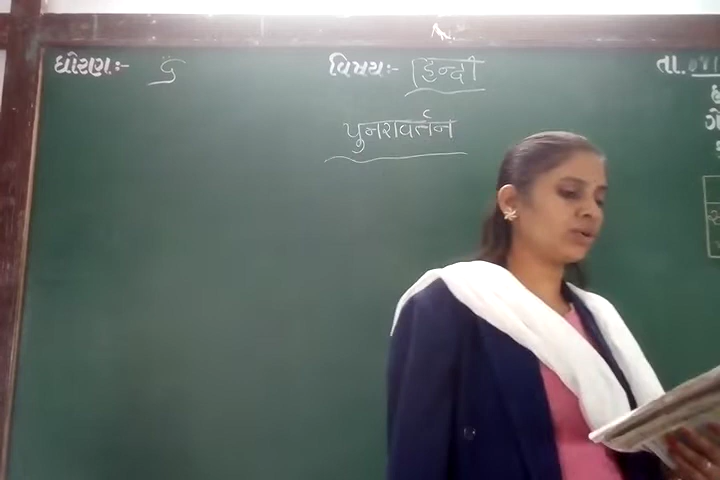 ધોરણ:- ૬
વિષય:- हिन्दी
તા.
पुनरावर्तन